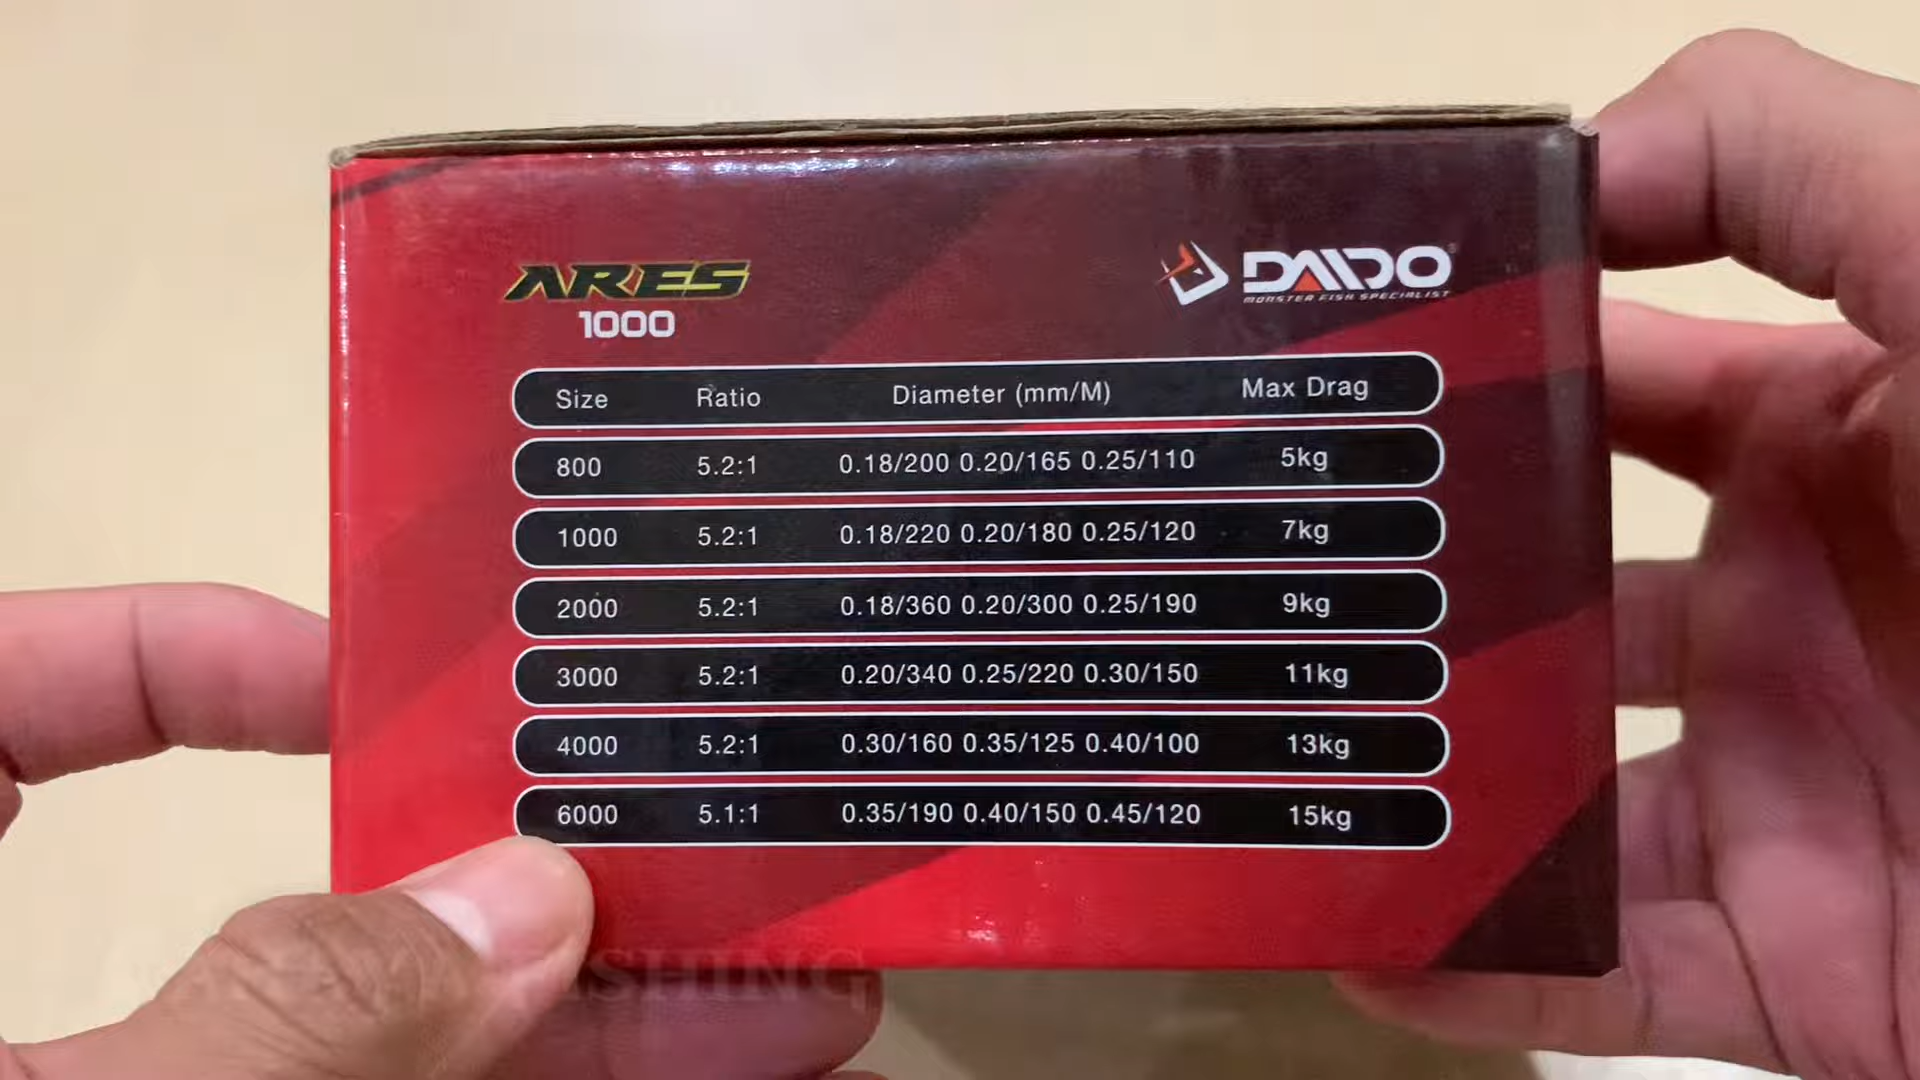 ARES
1000
DAIDO®
MONSTER FISH SPECIALIST
Size Ratio Diameter (mm/M) Max Drag
800 5.2:1 0.18/200 0.20/165 0.25/110 5kg
1000 5.2:1 0.18/220 0.20/180 0.25/120 7kg
2000 5.2:1 0.18/360 0.20/300 0.25/190 9kg
3000 5.2:1 0.20/340 0.25/220 0.30/150 11kg
4000 5.2:1 0.30/160 0.35/125 0.40/100 13kg
6000 5.1:1 0.35/190 0.40/150 0.45/120 15kg